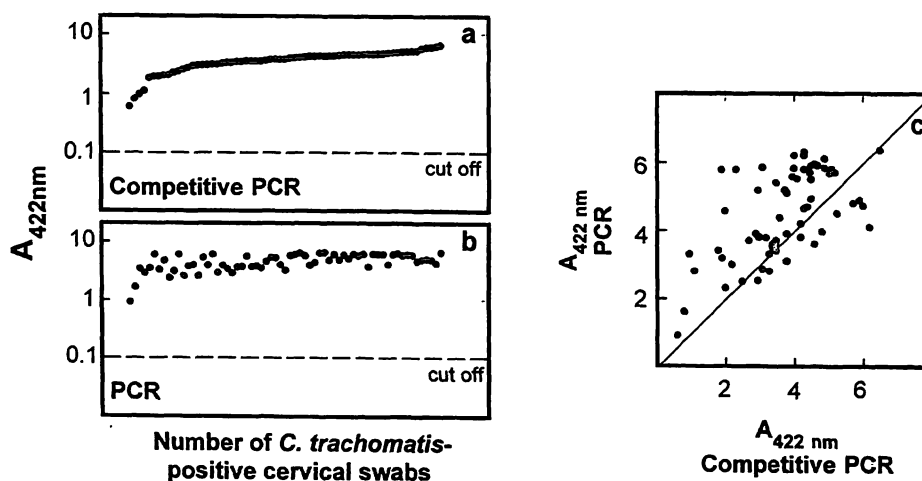 a
10
1
0.1
cut off
Competitive PCR
b
10
1
0.1
cut off
PCR
A422nm
Number of C. trachomatis-
positive cervical swabs
c
6
4
2
A422 nm
PCR
2
4
6
A422 nm
Competitive PCR